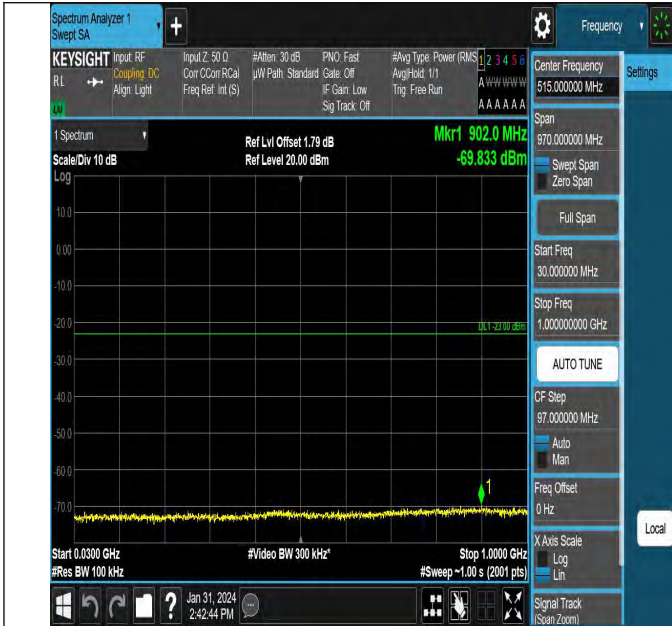 Spectrum Analyzer 1
Swept SA
+
Frequency
KEYSIGHT
RL
Input: RF
Coupling: DC
Align: Light
Input Z: 50 Ω
Corr CCorr RCal
Freq Ref: Int (S)
#Atten: 30 dB
µW Path: Standard
PNO: Fast
Gate: Off
IF Gain: Low
Sig Track: Off
#Avg Type: Power (RMS
Avg|Hold: 1/1
Trig: Free Run
1 2 3 4 5 6
A W W W W W
A A A A A A
LXI
1 Spectrum
Scale/Div 10 dB
Ref Lvl Offset 1.79 dB
Ref Level 20.00 dBm
Mkr1 902.0 MHz
-69.833 dBm
Log
10.0
0.00
-10.0
-20.0
DL1 -23.00 dBm
-30.0
-40.0
-50.0
-60.0
1
-70.0
Start 0.0300 GHz
#Video BW 300 kHz*
Stop 1.0000 GHz
#Res BW 100 kHz
#Sweep ~1.00 s (2001 pts)
?
Jan 31, 2024
2:42:44 PM
Center Frequency
515.000000 MHz
Settings
Span
970.000000 MHz
Swept Span
Zero Span
Full Span
Start Freq
30.000000 MHz
Stop Freq
1.000000000 GHz
AUTO TUNE
CF Step
97.000000 MHz
Auto
Man
Freq Offset
0 Hz
Local
X Axis Scale
Log
Lin
Signal Track
(Span Zoom)